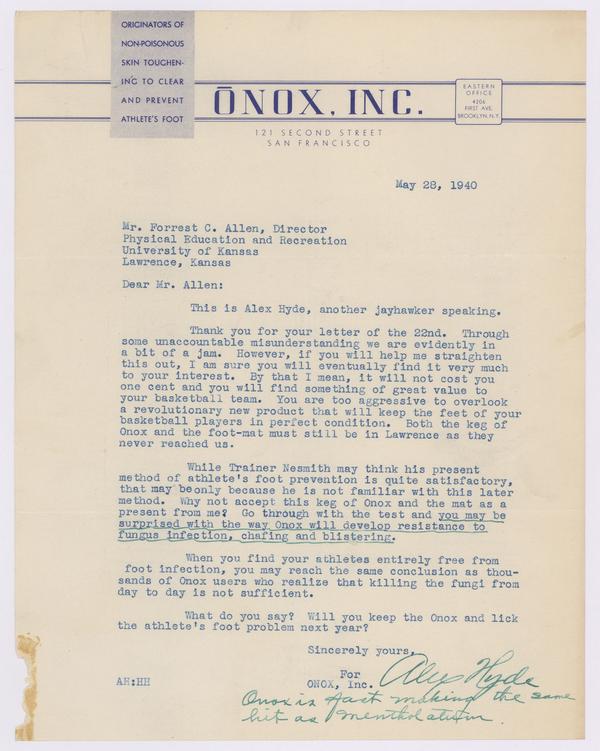 ORIGINATORS OF
NON-POISONOUS
SKIN TOUGHEN-
ING TO CLEAR
AND PREVENT
ATHLETE'S FOOT
ŌNOX, INC.
EASTERN
OFFICE
4206
FIRST AVE.
BROOKLYN, N.Y.
121 SECOND STREET
SAN FRANCISCO
May 28, 1940
Mr. Forrest C. Allen, Director
Physical Education and Recreation
University of Kansas
Lawrence, Kansas
Dear Mr. Allen:
This is Alex Hyde, another jayhawker speaking.
Thank you for your letter of the 22nd. Through
some unaccountable misunderstanding we are evidently in
a bit of a jam. However, if you will help me straighten
this out, I am sure you will eventually find it very much
to your interest. By that I mean, it will not cost you
one cent and you will find something of great value to
your basketball team. You are too aggressive to overlook
a revolutionary new product that will keep the feet of your
basketball players in perfect condition. Both the keg of
Onox and the foot-mat must still be in Lawrence as they
never reached us.
While Trainer Nesmith may think his present
method of athlete's foot prevention is quite satisfactory,
that may be only because he is not familiar with this later
method. Why not accept this keg of Onox and the mat as a
present from me? Go through with the test and you may be
surprised with the way Onox will develop resistance to
fungus infection, chafing and blistering.
When you find your athletes entirely free from
foot infection, you may reach the same conclusion as thou-
sands of Onox users who realize that killing the fungi from
day to day is not sufficient.
What do you say? Will you keep the Onox and lick
the athlete's foot problem next year?
Sincerely yours,
For
ONOX, Inc.
Alex Hyde
AH:HH
Onox is fast making the same
hit as Mentholatum.